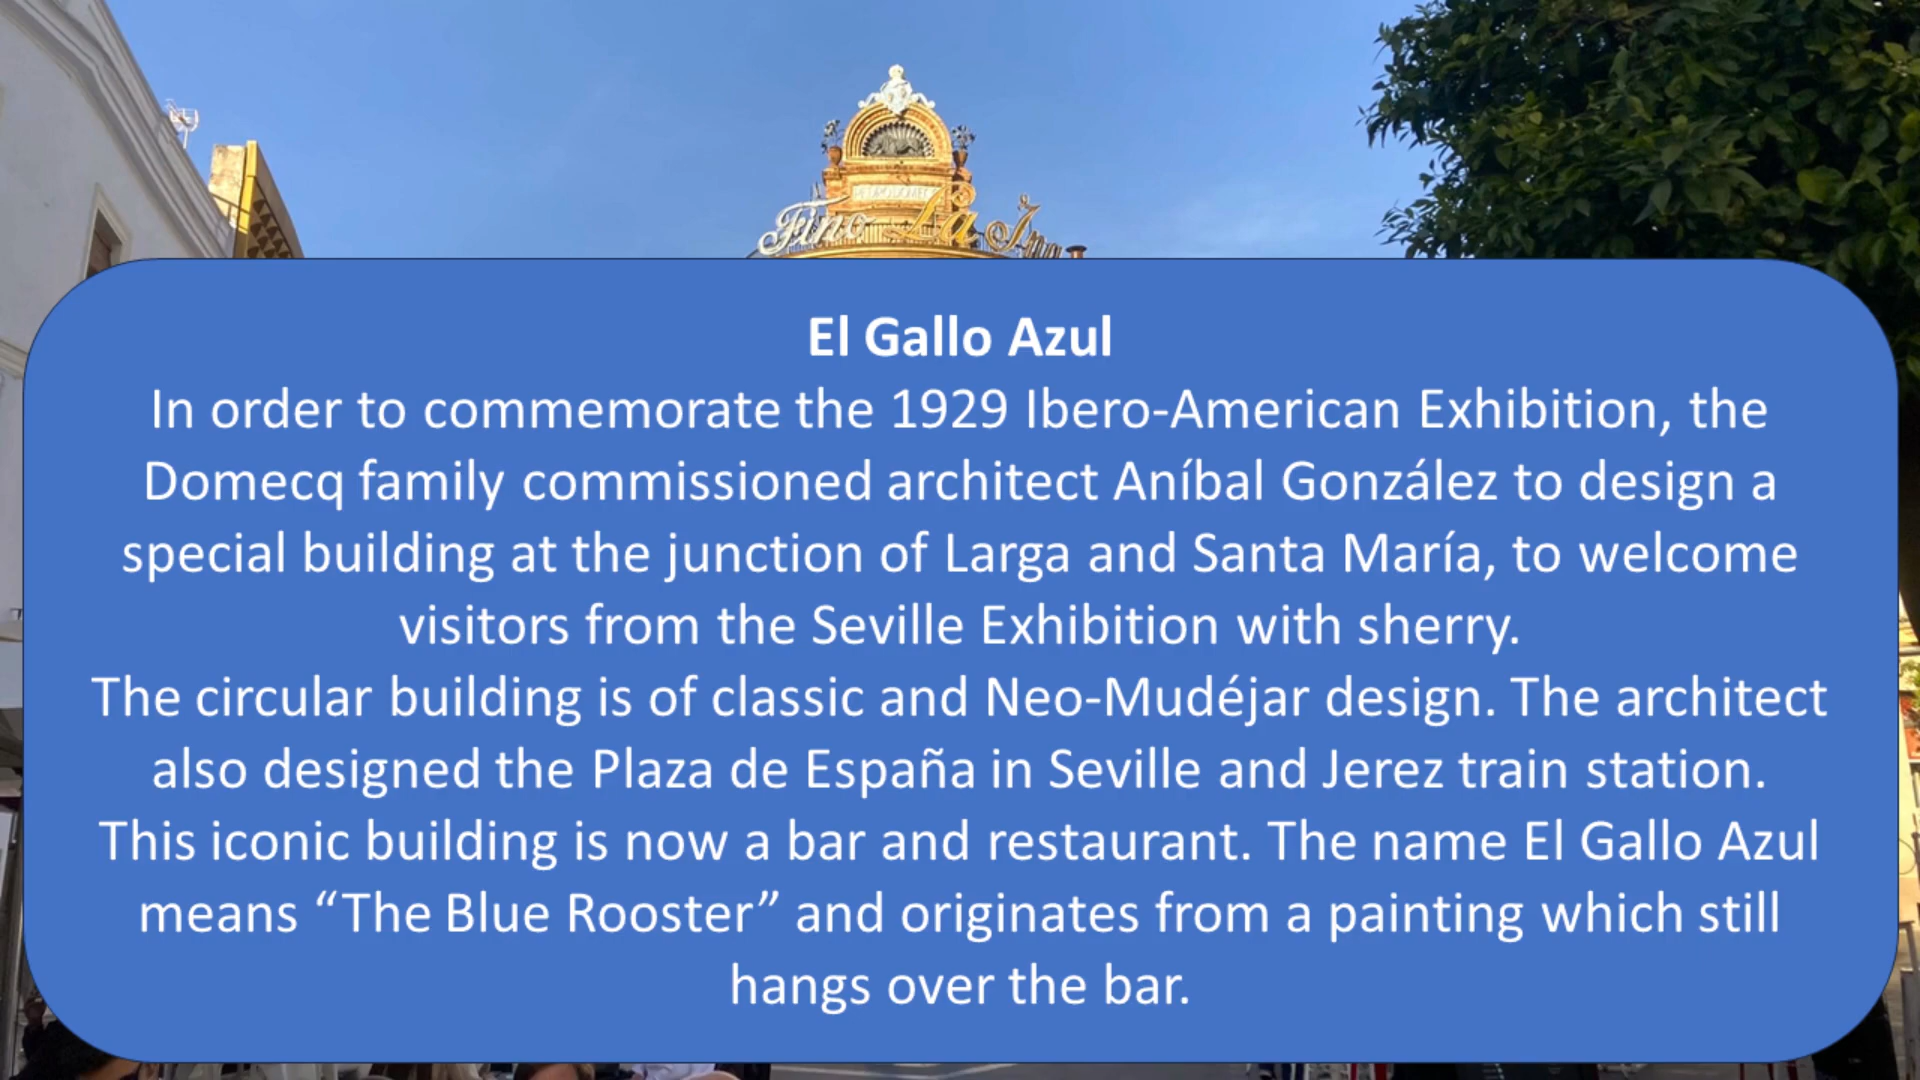 Fino La
El Gallo Azul
In order to commemorate the 1929 Ibero-American Exhibition, the
Domecq family commissioned architect Aníbal González to design a
special building at the junction of Larga and Santa María, to welcome
visitors from the Seville Exhibition with sherry.
The circular building is of classic and Neo-Mudéjar design. The architect
also designed the Plaza de España in Seville and Jerez train station.
This iconic building is now a bar and restaurant. The name El Gallo Azul
means “The Blue Rooster” and originates from a painting which still
hangs over the bar.